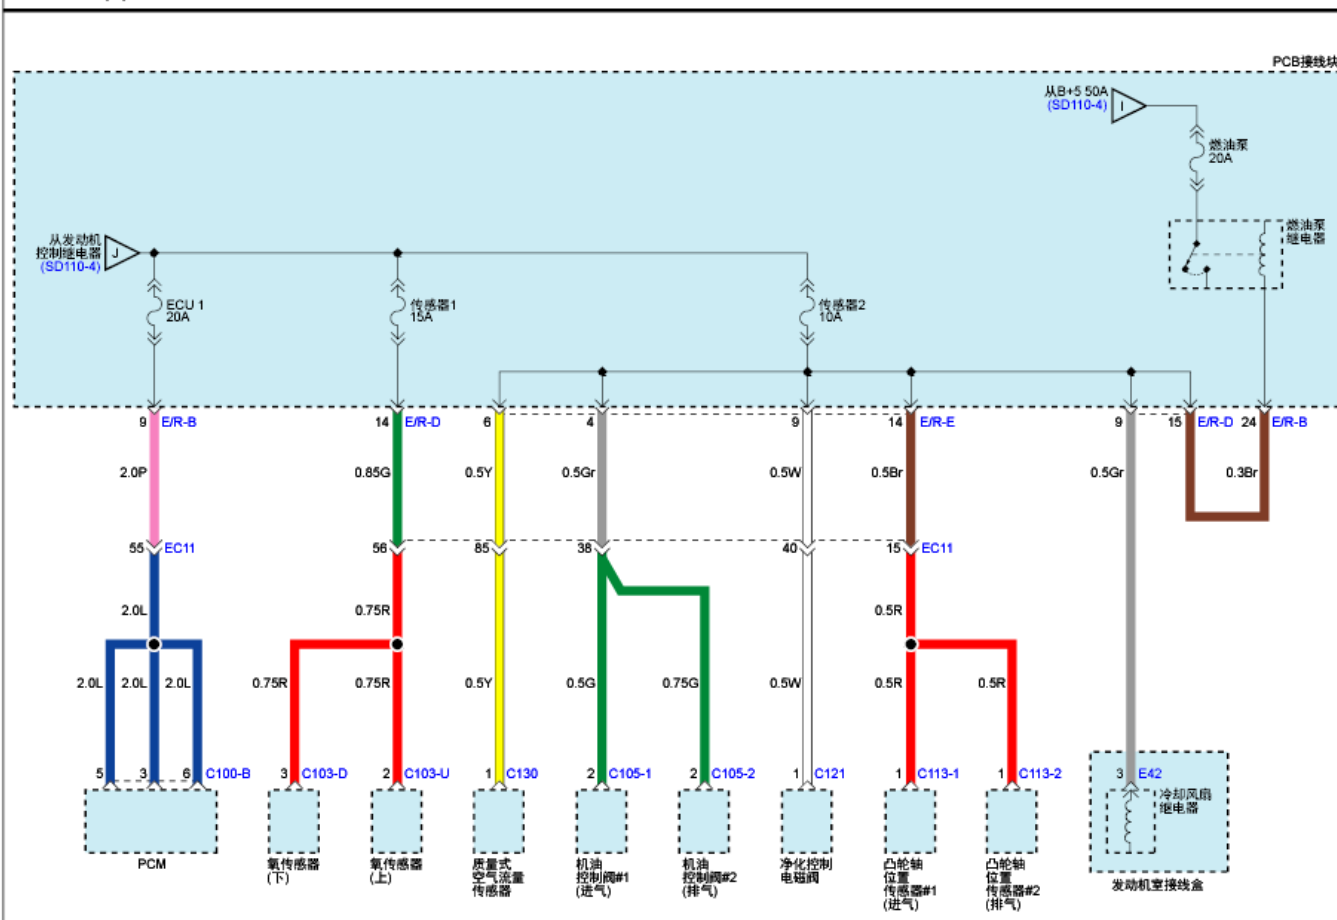 PCB接线块
从B+5 50A
(SD110-4)
I
燃油泵
20A
燃油泵
继电器
从发动机
控制继电器
(SD110-4)
J
ECU 1
20A
传感器1
15A
传感器2
10A
9 E/R-B
14 E/R-D
6
4
9
14 E/R-E
9
15 E/R-D
24 E/R-B
2.0P
0.85G
0.5Y
0.5Gr
0.5W
0.5Br
0.5Gr
0.3Br
55 EC11
56
85
38
40
15 EC11
2.0L
0.75R
0.5R
2.0L
2.0L
2.0L
0.75R
0.75R
0.5Y
0.5G
0.75G
0.5W
0.5R
0.5R
5
3
6 C100-B
3 C103-D
2 C103-U
1 C130
2 C105-1
2 C105-2
1 C121
1 C113-1
1 C113-2
3 E42
冷却风扇
继电器
PCM
氧传感器
(下)
氧传感器
(上)
质量式
空气流量
传感器
机油
控制阀#1
(进气)
机油
控制阀#2
(排气)
净化控制
电磁阀
凸轮轴
位置
传感器#1
(进气)
凸轮轴
位置
传感器#2
(排气)
发动机室接线盒